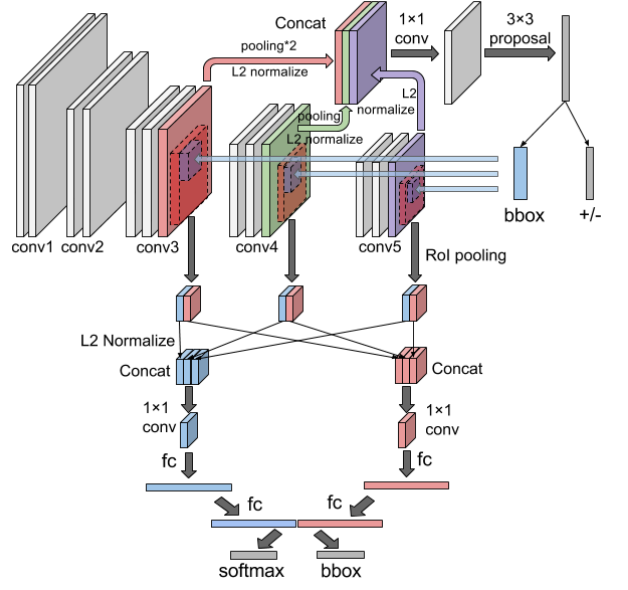 Concat
1×1
conv
3×3
proposal
pooling*2
L2 normalize
L2
normalize
pooling
L2 normalize
conv1
conv2
conv3
conv4
conv5
bbox
+/-
RoI pooling
L2 Normalize
Concat
Concat
1×1
conv
1×1
conv
fc
fc
fc
fc
softmax
bbox